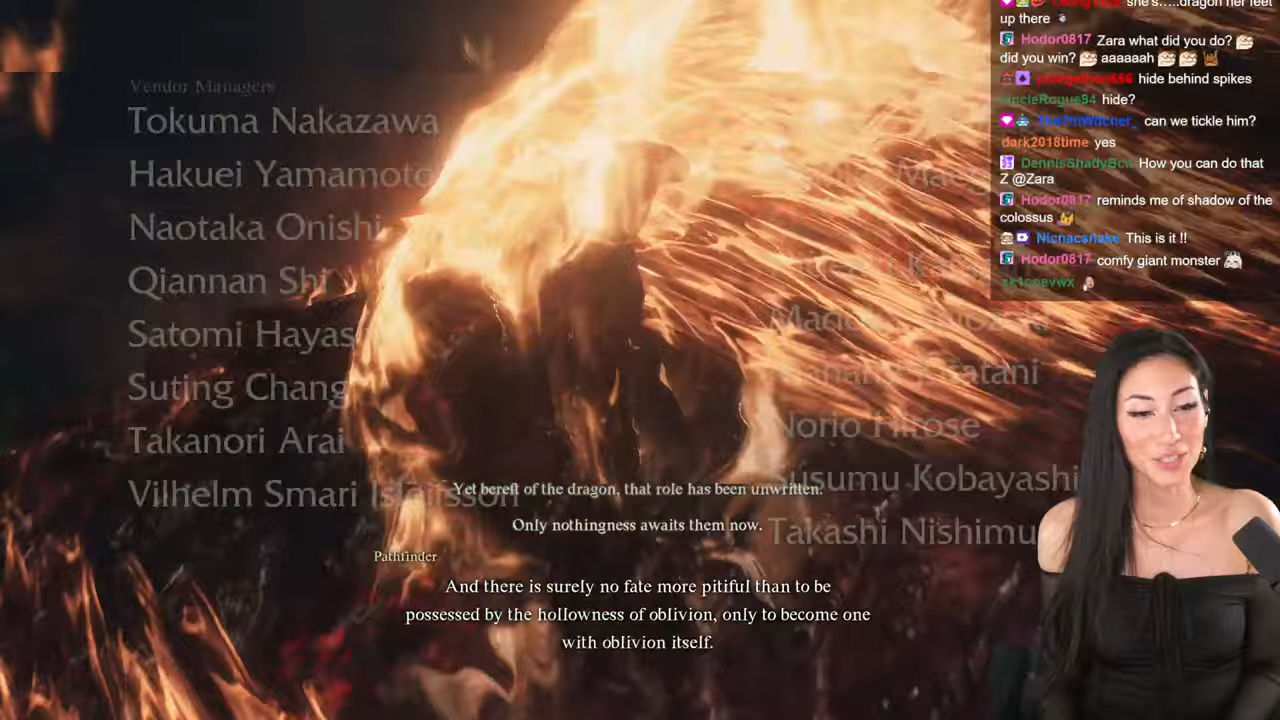 Vendor Managers
Tokuma Nakazawa
Hakuei Yamamoto
Naotaka Onishi
Qiannan Shi
Satomi Hayas
Suting Chang
Takanori Arai
Vilhelm Smari
Norio Hirose
Kobayashi
Takashi Nishimu
Yet bereft of the dragon, that role has been unwritten.
Only nothingness awaits them now.
Pathfinder
And there is surely no fate more pitiful than to be
possessed by the hollowness of oblivion, only to become one
with oblivion itself.
she's.....dragon her feet
up there
Hodor0817 Zara what did you do?
did you win? aaaaaah
hide behind spikes
UncleRogue94 hide?
can we tickle him?
dark2018time yes
How you can do that
Z @Zara
Hodor0817 reminds me of shadow of the
colossus
Nicnacsnake This is it !!
Hodor0817 comfy giant monster